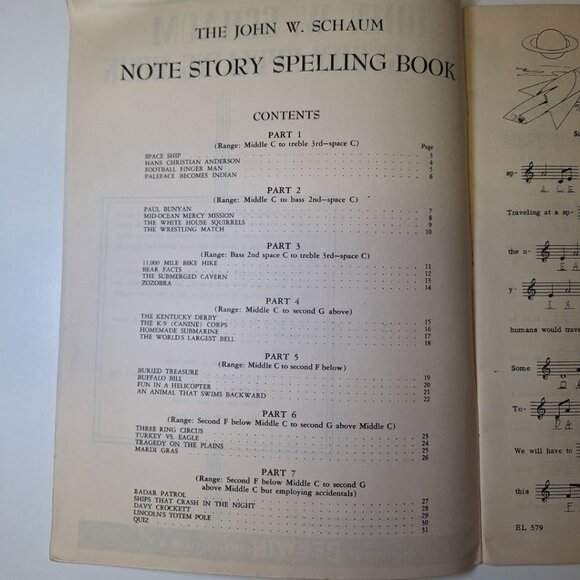 THE JOHN W. SCHAUM
NOTE STORY SPELLING BOOK
CONTENTS
PART 1
(Range: Middle C to treble 3rd—space C)
Page
SPACE SHIP 3
HANS CHRISTIAN ANDERSON 4
FOOTBALL FINGER MAN 5
PALEFACE BECOMES INDIAN 6
PART 2
(Range: Middle C to bass 2nd—space C)
PAUL BUNYAN 7
MID-OCEAN MERCY MISSION 8
THE WHITE HOUSE SQUIRRELS 9
THE WRESTLING MATCH 10
PART 3
(Range: Bass 2nd space C to treble 3rd—space C)
11,000 MILE BIKE HIKE 11
BEAR FACTS 12
THE SUBMERGED CAVERN 13
ZOZOBRA 14
PART 4
(Range: Middle C to second G above)
THE KENTUCKY DERBY 15
THE K-9 (CANINE) CORPS 16
HOMEMADE SUBMARINE 17
THE WORLD'S LARGEST BELL 18
PART 5
(Range: Middle C to second F below)
BURIED TREASURE 19
BUFFALO BILL 20
FUN IN A HELICOPTER 21
AN ANIMAL THAT SWIMS BACKWARD 22
PART 6
(Range: Second F below Middle C to second G above Middle C)
THREE RING CIRCUS 23
TURKEY VS. EAGLE 24
TRAGEDY ON THE PLAINS 25
MARDI GRAS 26
PART 7
(Range: Second F below Middle C to second G
above Middle C but employing accidentals)
RADAR PATROL 27
SHIPS THAT CRASH IN THE NIGHT 28
DAVY CROCKETT 29
LINCOLN'S TOTEM POLE 30
QUIZ 31
sp-
Traveling at a sp-
the n-
E A
y-
E A
humans would trave
Some
D A
To-
D A
We will have to
this
F
EL 579